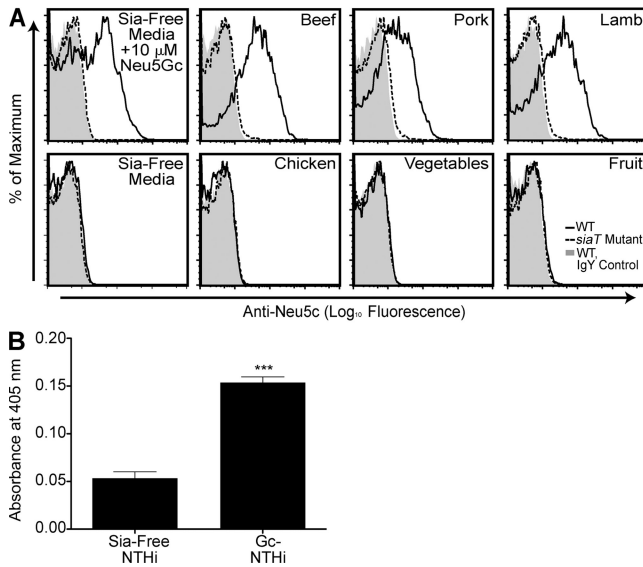 A
Sia-Free
Media
+10 μM
Neu5Gc
Beef
Pork
Lamb
% of Maximum
Sia-Free
Media
Chicken
Vegetables
Fruit
WT
siaT Mutant
WT,
IgY Control
Anti-Neu5c (Log₁₀ Fluorescence)
B
Absorbance at 405 nm
0.20
0.15
0.10
0.05
0.00
***
Sia-Free
NTHi
Gc-
NTHi